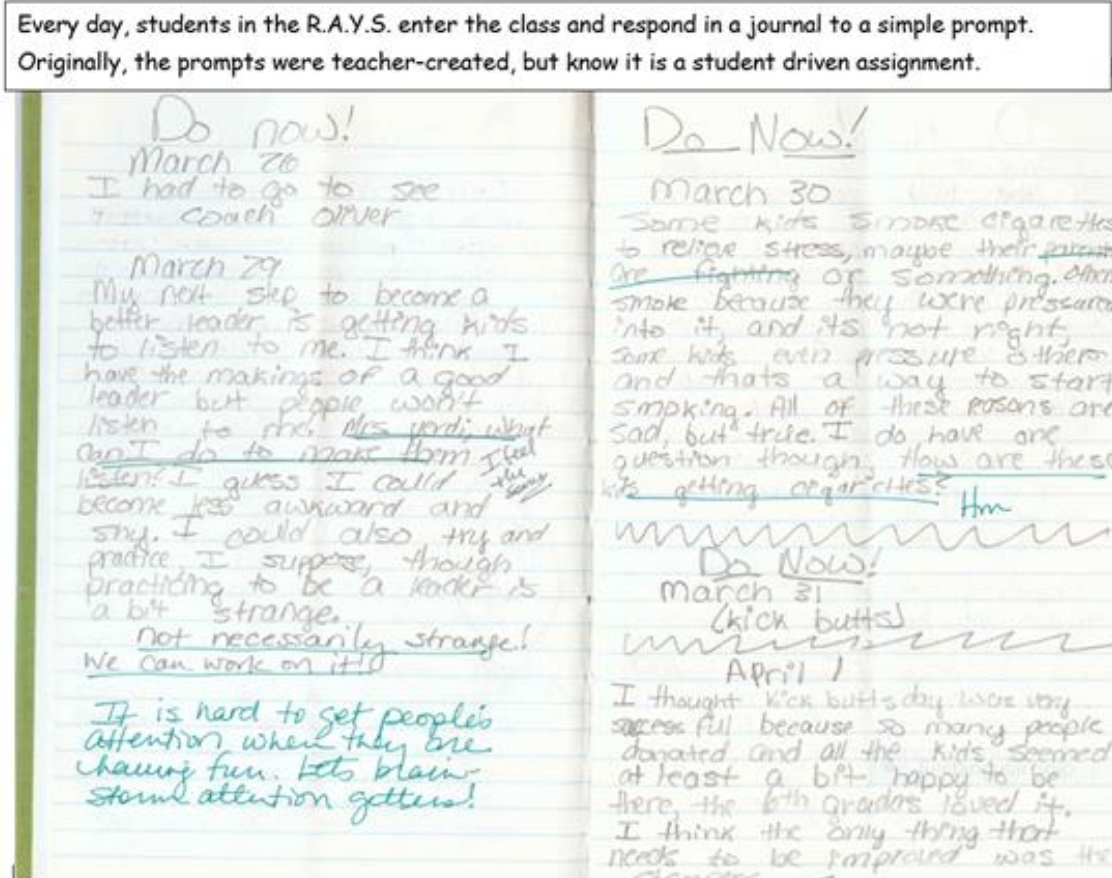 Every day, students in the R.A.Y.S. enter the class and respond in a journal to a simple prompt.
Originally, the prompts were teacher-created, but know it is a student driven assignment.
Do now!
March 26
I had to go to see
coach oliver
March 29
My next step to become a
better leader is getting kids
to listen to me. I think I
have the makings of a good
leader but people won't
listen to me. Mrs. what
can I do to make them
listen? I guess I could
I feel
the same
become less awkward and
shy. I could also try and
practice, I suppose, though
practicing to be a leader is
a bit strange.
not necessarily strange!
We can work on it!
It is hard to get people's
attention when they are
having fun. Lets brain-
storm attention getters!
Do Now!
March 30
Some kids smoke cigarettes
to relieve stress, maybe their parents
are fighting or something.
smoke because they were pressured
into it, and its not right,
some kids even pressure others
and thats a way to start
smoking. All of these reasons are
sad, but true. I do have one
question though, How are these
kids getting cigarettes?
Hm
Do Now!
March 31
(kick butts)
April 1
I thought kick butts day was very
successfull because so many people
donated, and all the kids seemed
at least a bit happy to be
there, the 6th grades loved it.
I think the only thing that
needs to be improved was the